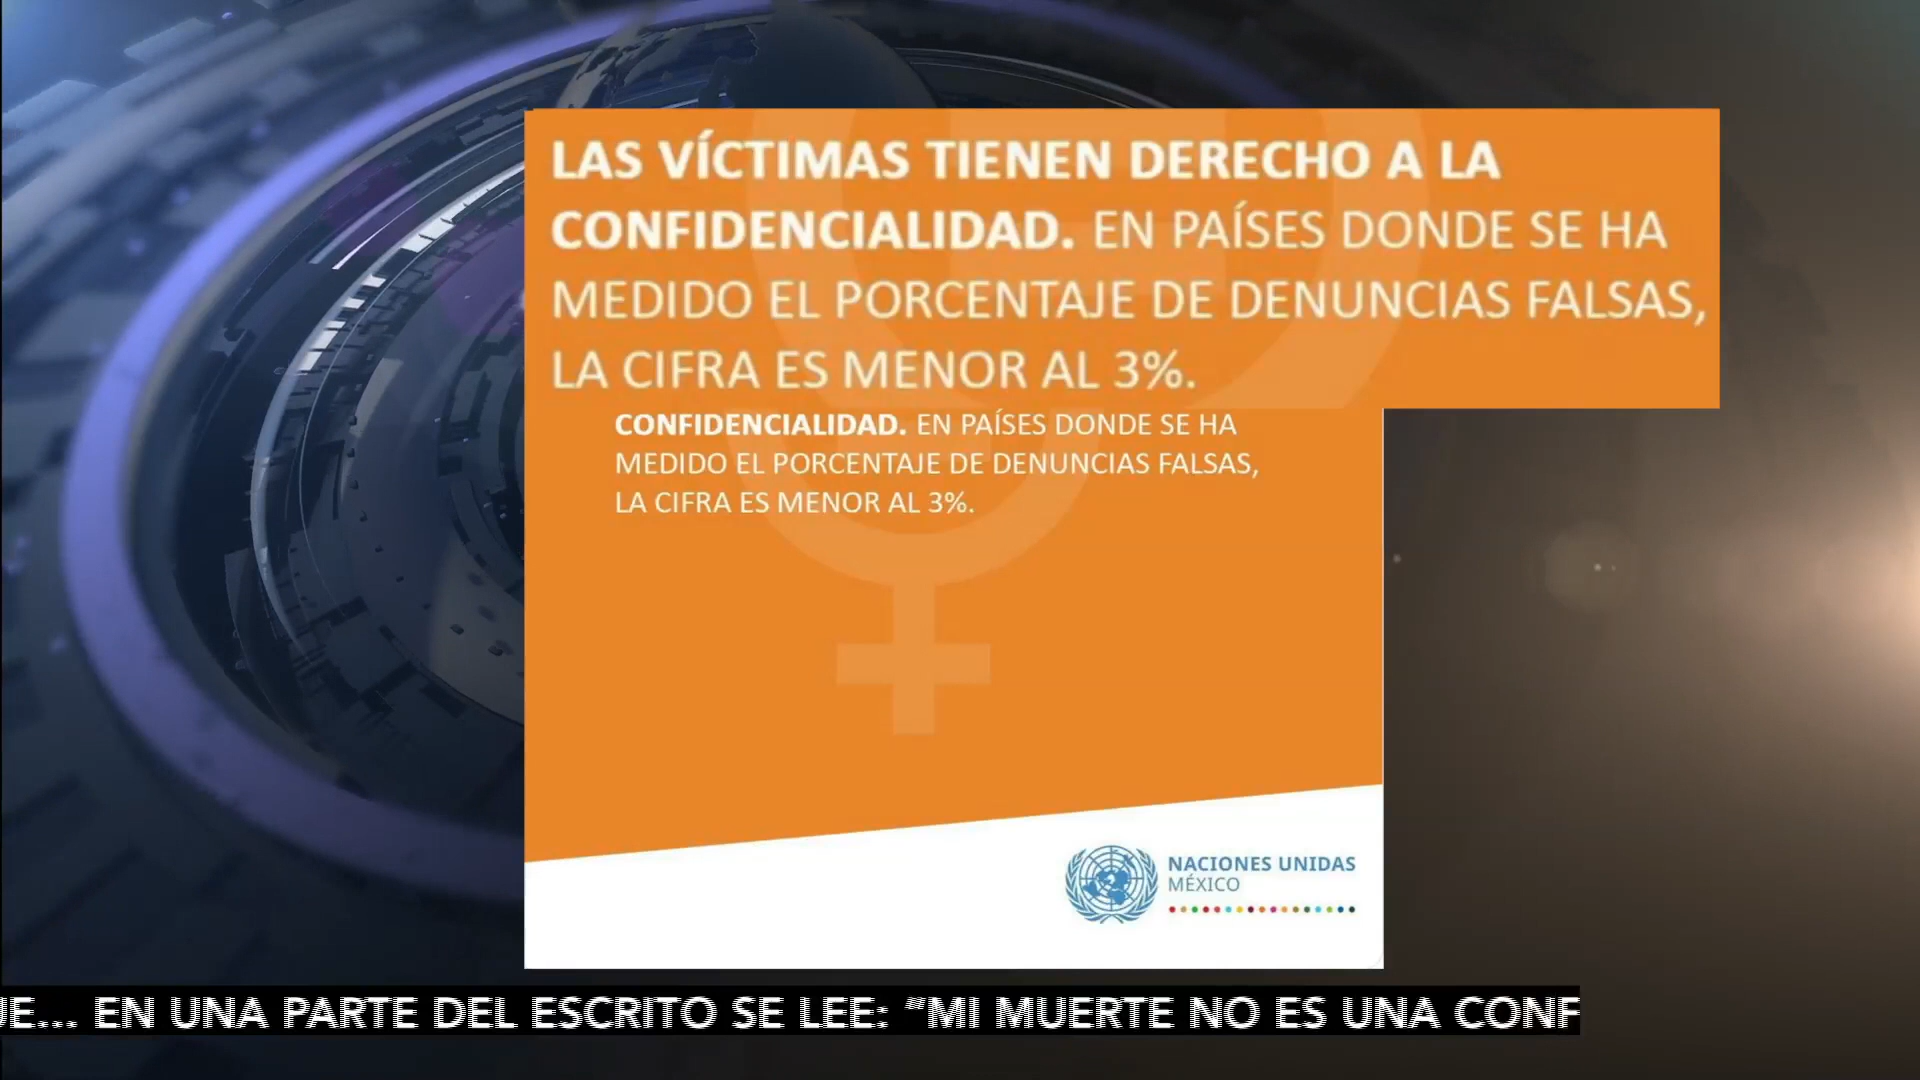 LAS VÍCTIMAS TIENEN DERECHO A LA
CONFIDENCIALIDAD. EN PAÍSES DONDE SE HA
MEDIDO EL PORCENTAJE DE DENUNCIAS FALSAS,
LA CIFRA ES MENOR AL 3%.
CONFIDENCIALIDAD. EN PAÍSES DONDE SE HA
MEDIDO EL PORCENTAJE DE DENUNCIAS FALSAS,
LA CIFRA ES MENOR AL 3%.
NACIONES UNIDAS
MÉXICO
UE... EN UNA PARTE DEL ESCRITO SE LEE: “MI MUERTE NO ES UNA CONF